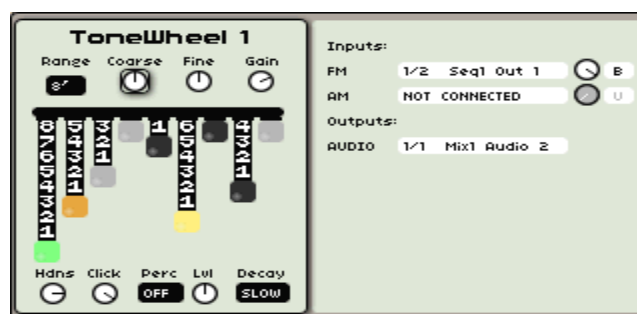 ToneWheel 1
Range Coarse Fine Gain
8'
8 5 3 1 6 4
7 4 2 5 3
6 3 1 4 2
5 2 3 1
4 1 2
3 1
2
1
Hdns Click Perc Lvl Decay
OFF SLOW
Inputs:
FM 1/2 Seq1 Out 1 B
AM NOT CONNECTED U
Outputs:
AUDIO 1/1 Mix1 Audio 2